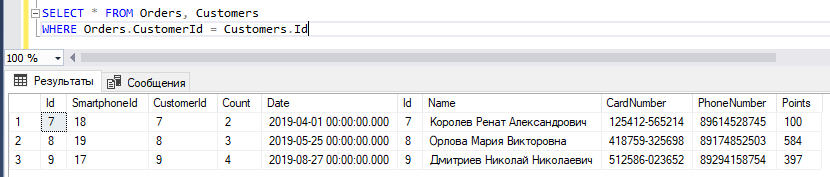 SELECT * FROM Orders, Customers
WHERE Orders.CustomerId = Customers.Id
100 %
Результаты Сообщения
Id SmartphoneId CustomerId Count Date Id Name CardNumber PhoneNumber Points
1 7 18 7 2 2019-04-01 00:00:00.000 7 Королев Ренат Александрович 125412-565214 89614528745 100
2 8 19 8 3 2019-05-25 00:00:00.000 8 Орлова Мария Викторовна 418759-325698 89174852503 584
3 9 17 9 4 2019-08-27 00:00:00.000 9 Дмитриев Николай Николаевич 512586-023652 89294158754 397